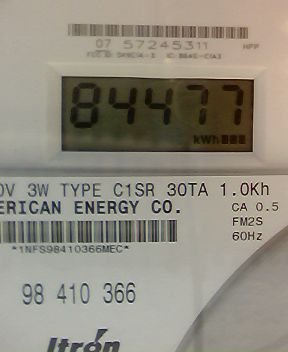 07 57245311
84477
kWh
0V 3W TYPE C1SR 30TA 1.0Kh
ERICAN ENERGY CO. CA 0.5
FM2S
60Hz
*1NFS98410366MEC*
98 410 366
Itrón